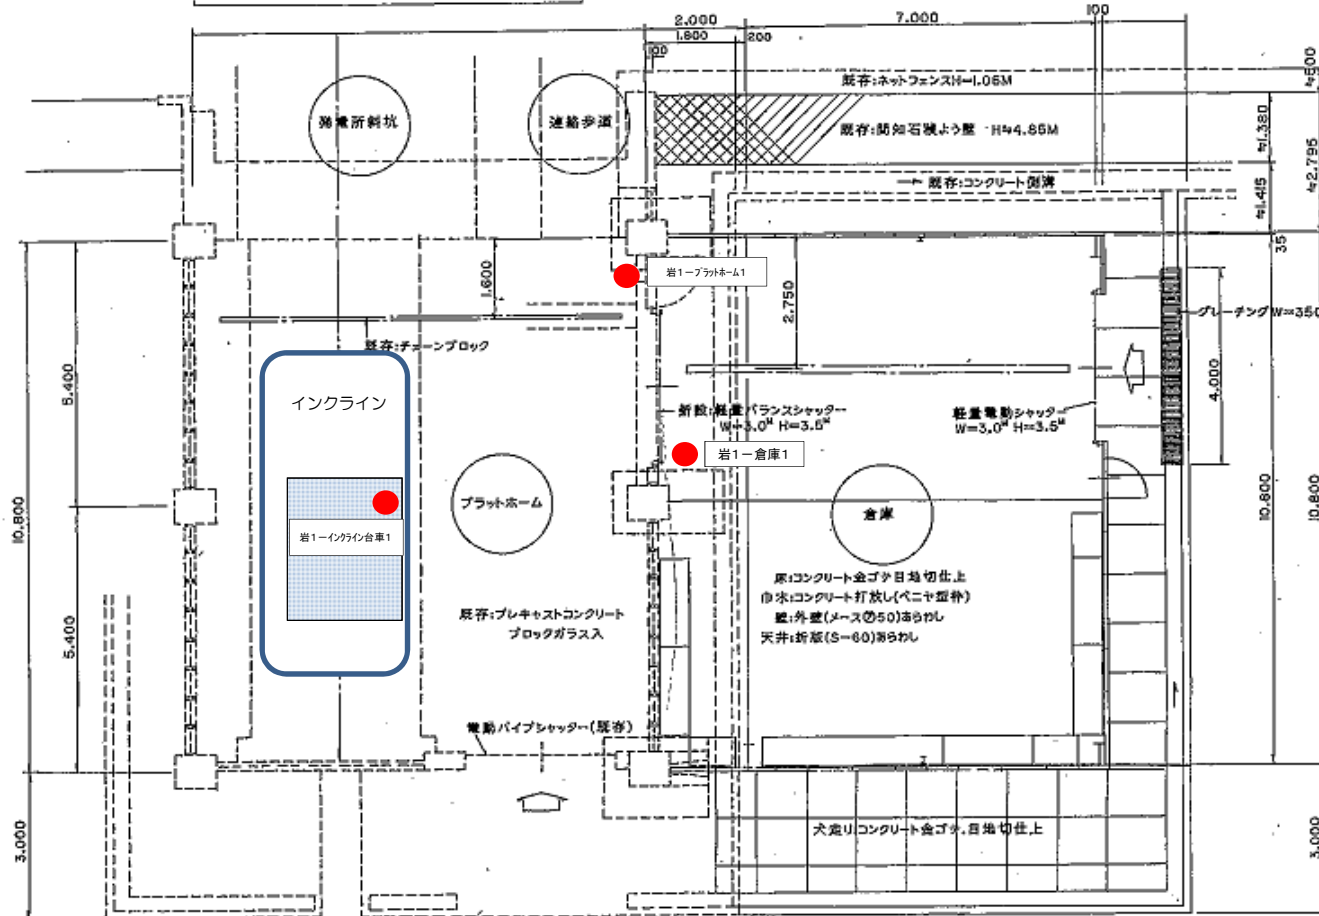 100
2.000
7.000
1.800
200
100
既存:ネットフェンスH=1.06M
≒600
発電所斜坑
連絡歩道
既存:間知石積よう壁 H≒4.85M
≒1.380
≒2.795
既存:コンクリート側溝
≒1.415
35
岩1ープラットホーム1
1.600
2.750
グレーチングW=350
既存:チェーンブロック
5.400
4.000
インクライン
新設:軽量バランスシャッター
W=3.0M H=3.5M
軽量電動シャッター
W=3.0M H=3.5M
岩1ー倉庫1
10.800
プラットホーム
倉庫
10.800
10.800
岩1ーインクライン台車1
床:コンクリート金ゴテ目地切仕上
巾木:コンクリート打放し(ベニヤ型枠)
壁:外壁(メース⑦50)あらわし
天井:折版(S-60)あらわし
既存:プレキャストコンクリート
ブロックガラス入
5.400
電動パイプシャッター(既存)
犬走り.コンクリート金ゴテ.目地切仕上
3.000
3.000